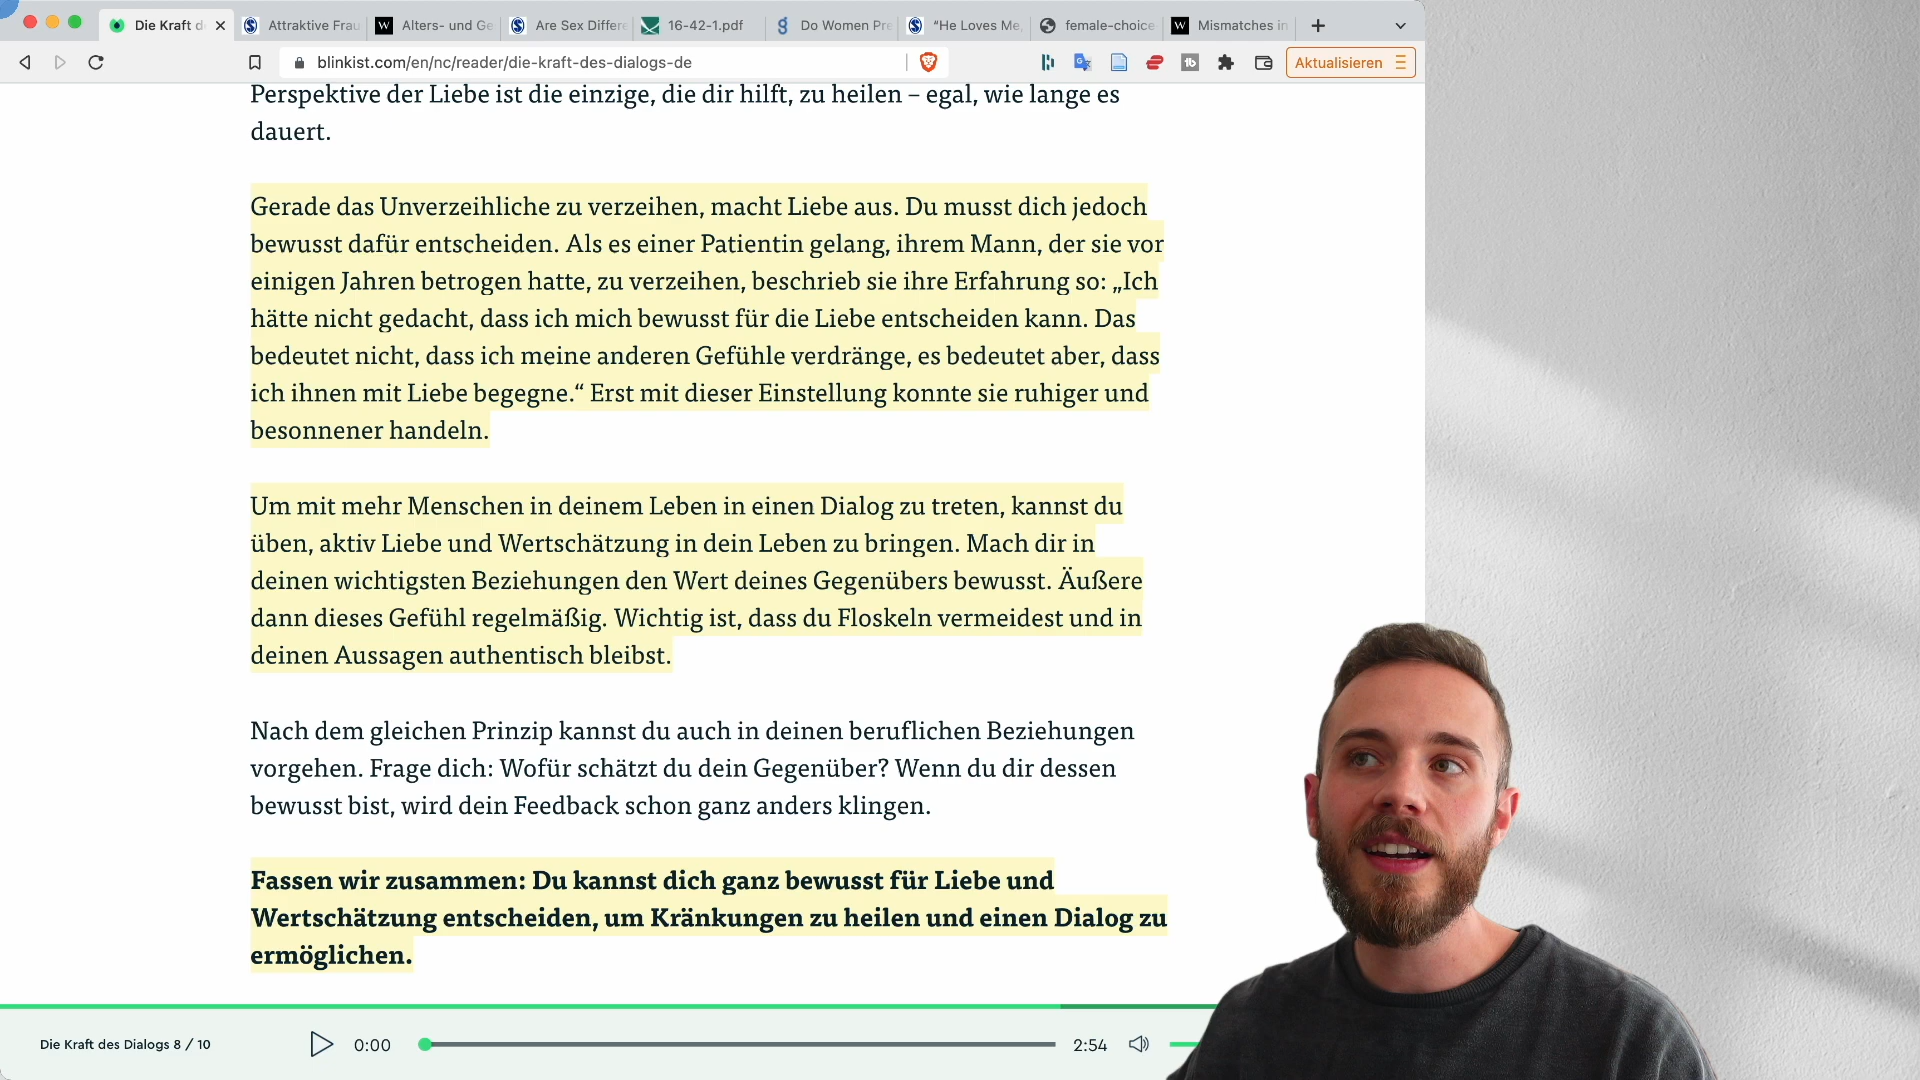 Die Kraft d
Attraktive Frau
Alters- und Ge
Are Sex Differe
16-42-1.pdf
Do Women Pre
"He Loves Me,
female-choice
Mismatches in
blinkist.com/en/nc/reader/die-kraft-des-dialogs-de
Aktualisieren
Perspektive der Liebe ist die einzige, die dir hilft, zu heilen – egal, wie lange es
dauert.
Gerade das Unverzeihliche zu verzeihen, macht Liebe aus. Du musst dich jedoch
bewusst dafür entscheiden. Als es einer Patientin gelang, ihrem Mann, der sie vor
einigen Jahren betrogen hatte, zu verzeihen, beschrieb sie ihre Erfahrung so: „Ich
hätte nicht gedacht, dass ich mich bewusst für die Liebe entscheiden kann. Das
bedeutet nicht, dass ich meine anderen Gefühle verdränge, es bedeutet aber, dass
ich ihnen mit Liebe begegne.“ Erst mit dieser Einstellung konnte sie ruhiger und
besonnener handeln.
Um mit mehr Menschen in deinem Leben in einen Dialog zu treten, kannst du
üben, aktiv Liebe und Wertschätzung in dein Leben zu bringen. Mach dir in
deinen wichtigsten Beziehungen den Wert deines Gegenübers bewusst. Äußere
dann dieses Gefühl regelmäßig. Wichtig ist, dass du Floskeln vermeidest und in
deinen Aussagen authentisch bleibst.
Nach dem gleichen Prinzip kannst du auch in deinen beruflichen Beziehungen
vorgehen. Frage dich: Wofür schätzt du dein Gegenüber? Wenn du dir dessen
bewusst bist, wird dein Feedback schon ganz anders klingen.
Fassen wir zusammen: Du kannst dich ganz bewusst für Liebe und
Wertschätzung entscheiden, um Kränkungen zu heilen und einen Dialog zu
ermöglichen.
Die Kraft des Dialogs 8 / 10
0:00
2:54